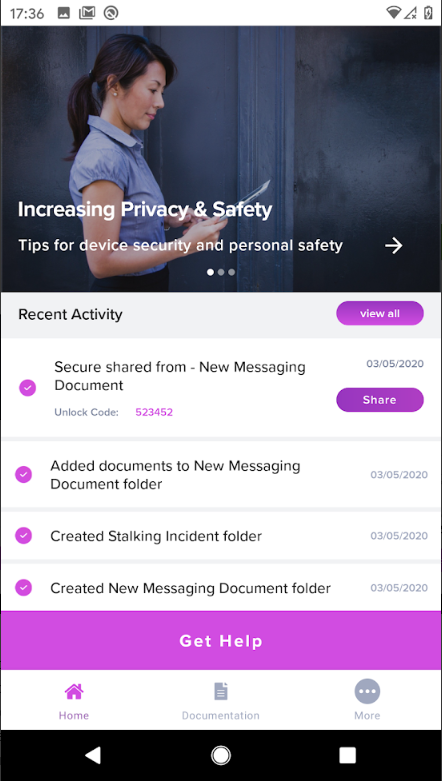 17:36
Increasing Privacy & Safety
Tips for device security and personal safety
Recent Activity
view all
Secure shared from - New Messaging
Document
03/05/2020
Unlock Code: 523452
Share
Added documents to New Messaging
Document folder
03/05/2020
Created Stalking Incident folder
03/05/2020
Created New Messaging Document folder
03/05/2020
Get Help
Home
Documentation
More